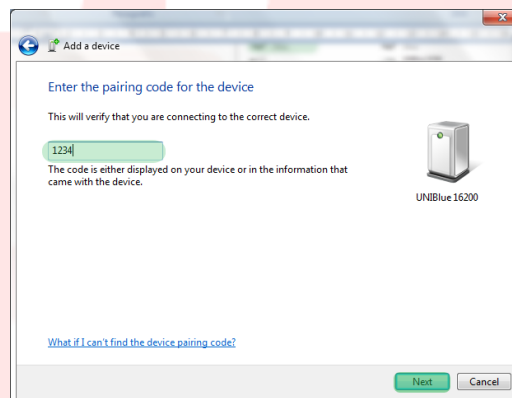 Add a device
Enter the pairing code for the device
This will verify that you are connecting to the correct device.
1234
The code is either displayed on your device or in the information that
came with the device.
UNIBlue 16200
What if I can't find the device pairing code?
Next
Cancel